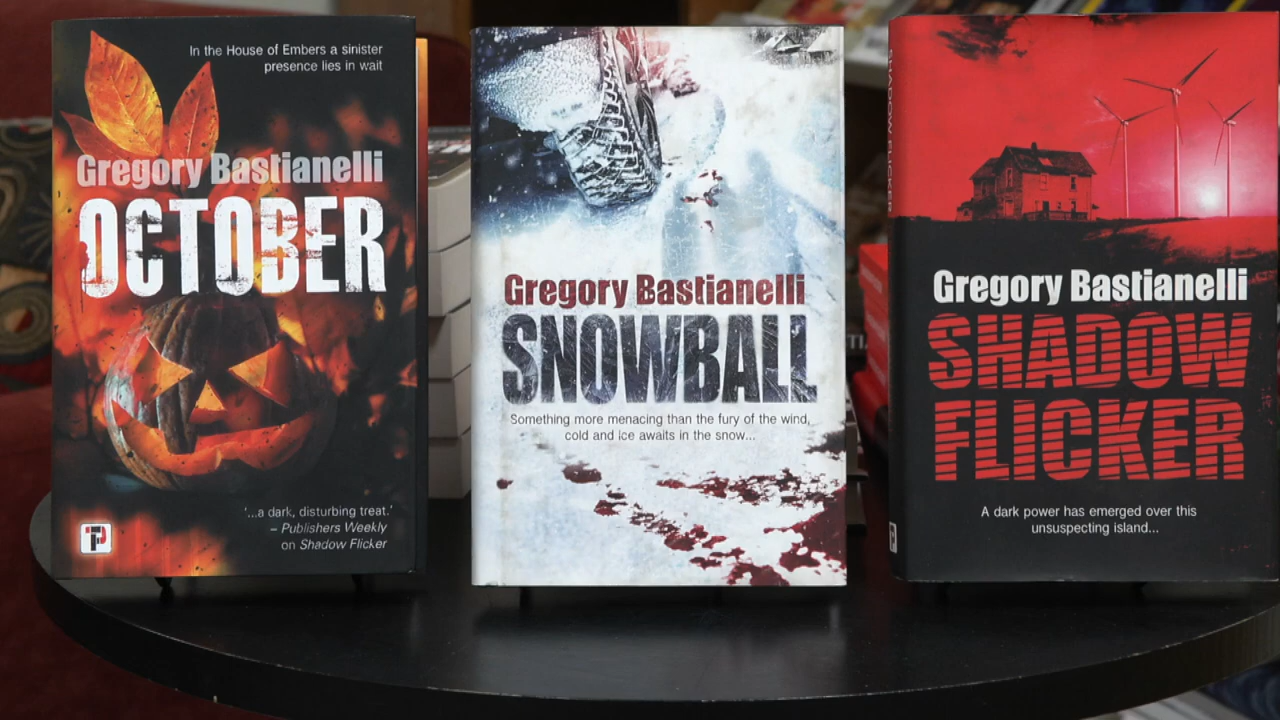 In the House of Embers a sinister
presence lies in wait
Gregory Bastianelli
OCTOBER
'...a dark, disturbing treat.'
– Publishers Weekly
on Shadow Flicker
Gregory Bastianelli
SNOWBALL
Something more menacing than the fury of the wind,
cold and ice awaits in the snow...
SHADOW FLICKER
Gregory Bastianelli
SHADOW
FLICKER
A dark power has emerged over this
unsuspecting island...